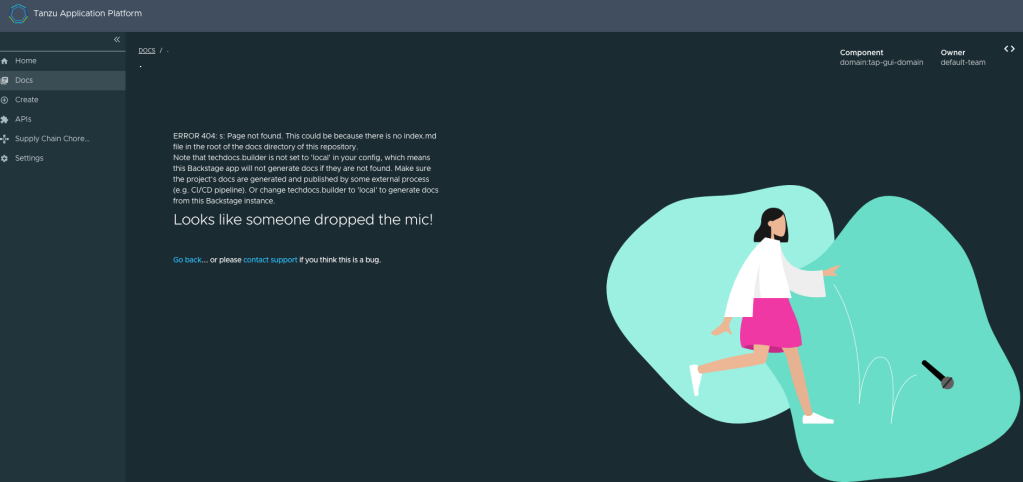 Tanzu Application Platform
«
Home
Docs
Create
APIs
Supply Chain Chore...
Settings
DOCS / .
.
Component
domain:tap-gui-domain
Owner
default-team
<>
ERROR 404: s: Page not found. This could be because there is no index.md
file in the root of the docs directory of this repository.
Note that techdocs.builder is not set to 'local' in your config, which means
this Backstage app will not generate docs if they are not found. Make sure
the project's docs are generated and published by some external process
(e.g. CI/CD pipeline). Or change techdocs.builder to 'local' to generate docs
from this Backstage instance.
Looks like someone dropped the mic!
Go back... or please contact support if you think this is a bug.